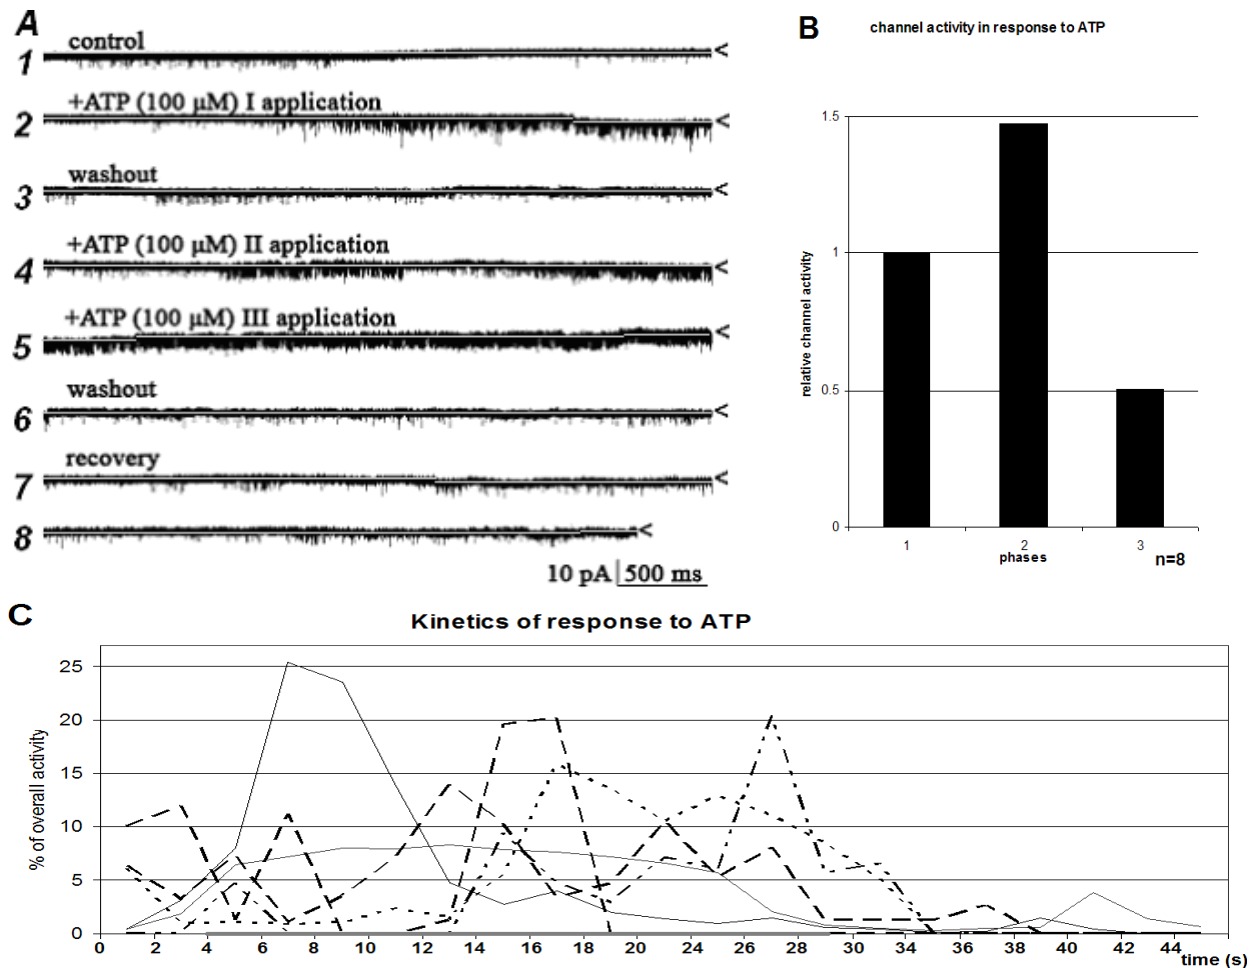 A
control
1
<
+ATP (100 µM) I application
2
<
washout
3
<
+ATP (100 µM) II application
4
<
+ATP (100 µM) III application
5
<
washout
6
<
recovery
7
<
8
<
10 pA 500 ms
B
channel activity in response to ATP
relative channel activity
1.5
1
0.5
0
1 2 3
phases
n=8
C
Kinetics of response to ATP
% of overall activity
25
20
15
10
5
0
0 2 4 6 8 10 12 14 16 18 20 22 24 26 28 30 32 34 36 38 40 42 44
time (s)